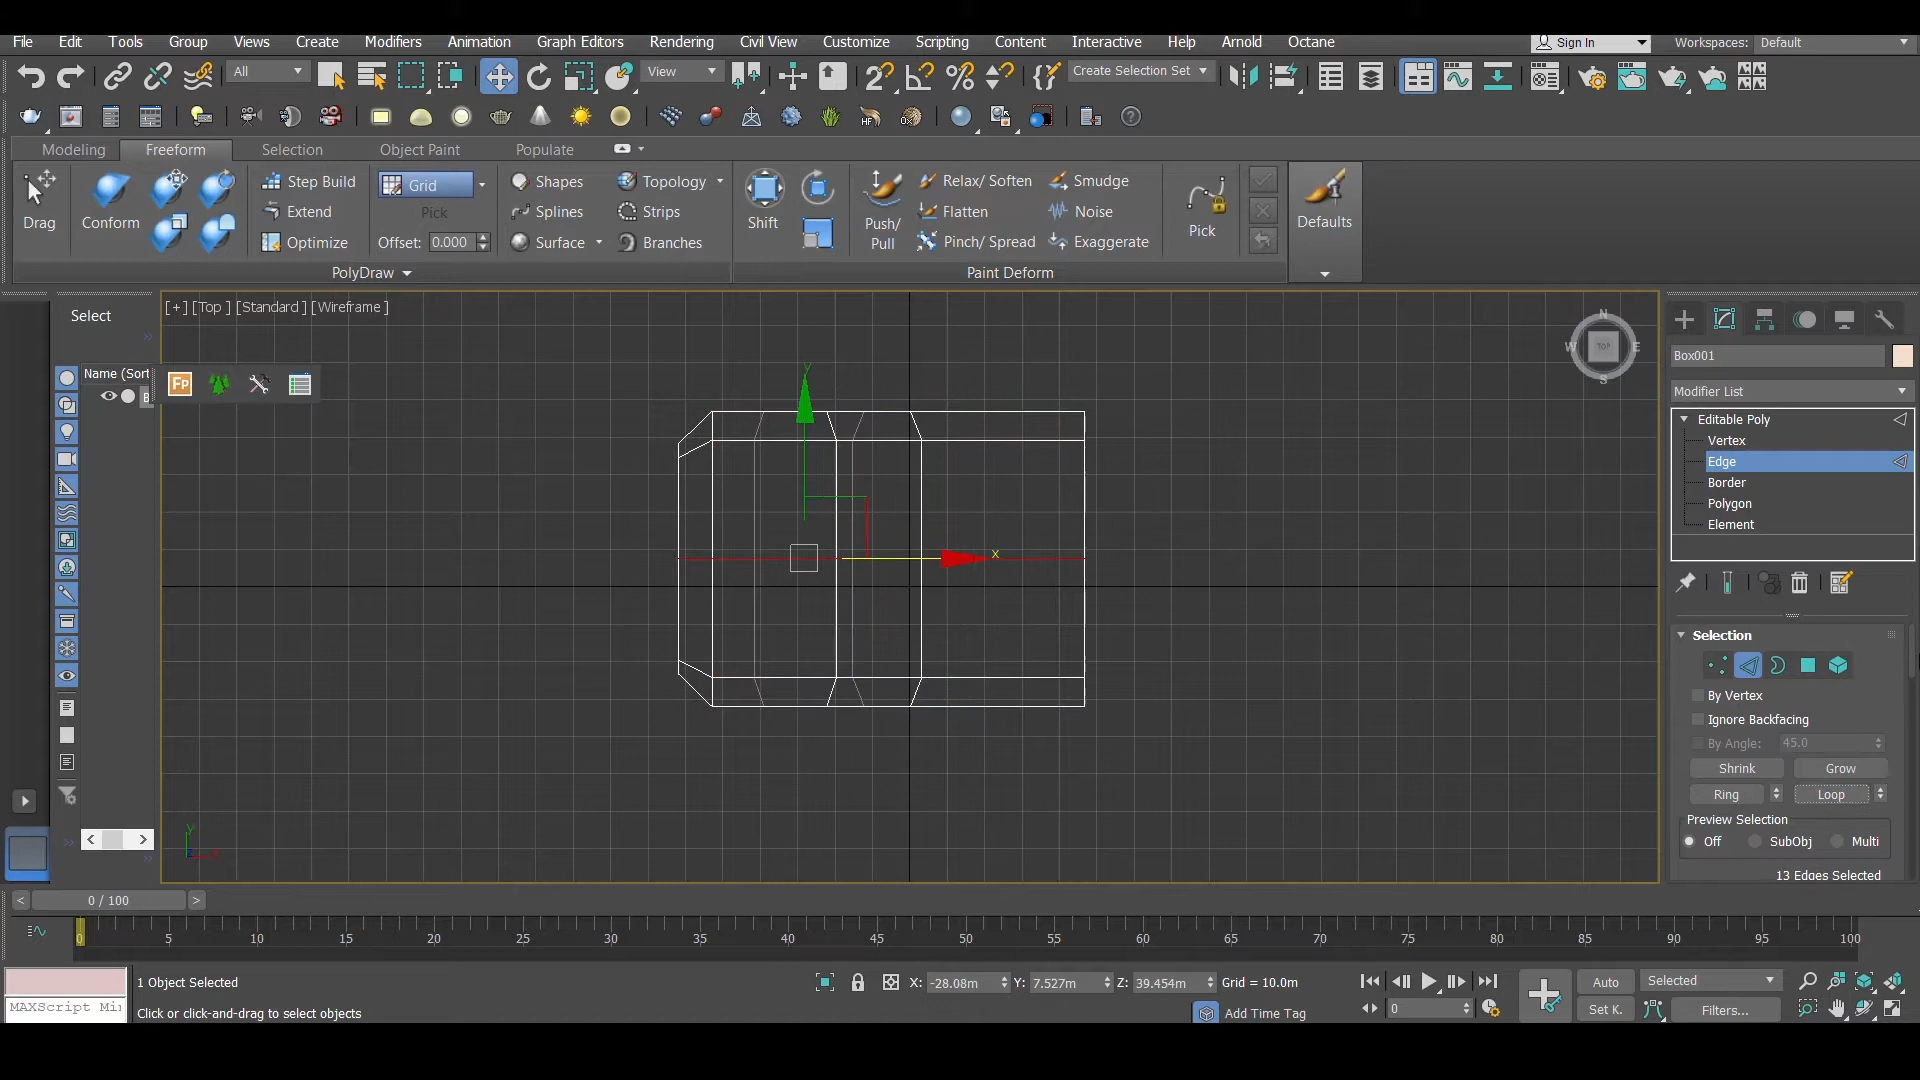 File Edit Tools Group Views Create Modifiers Animation Graph Editors Rendering Civil View Customize Scripting Content Interactive Help Arnold Octane Sign In Workspaces: Default
All View Create Selection Set
HF
Modeling Freeform Selection Object Paint Populate
Step Build Grid Shapes Topology Relax/Soften Smudge
Drag Conform Extend Pick Splines Strips Shift Push/ Pull Flatten Noise Pick Defaults
Optimize Offset: 0.000 Surface Branches Pinch/Spread Exaggerate
PolyDraw Paint Deform
Select [+] [Top ] [Standard ] [Wireframe ]
N
W TOP E
S
Name (Sort
Fp
Box001
Modifier List
Editable Poly
Vertex
Edge
Border
Polygon
Element
y
x
Selection
By Vertex
Ignore Backfacing
By Angle: 45.0
Shrink Grow
Ring Loop
Preview Selection
Off SubObj Multi
13 Edges Selected
y
< >
< 0 / 100 >
0 5 10 15 20 25 30 35 40 45 50 55 60 65 70 75 80 85 90 95 100
1 Object Selected X: -28.08m Y: 7.527m Z: 39.454m Grid = 10.0m Auto Selected
MAXScript Mi
Click or click-and-drag to select objects Add Time Tag 0 Set K. Filters...